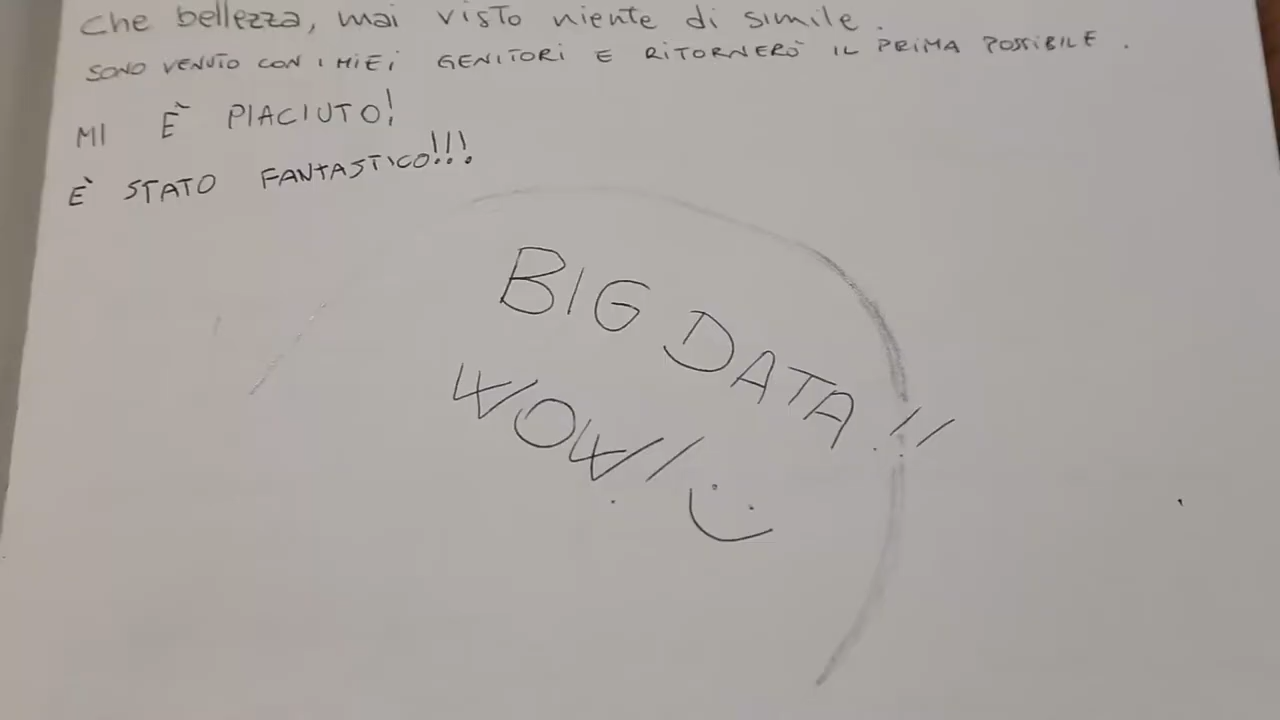 Che bellezza, mai visto niente di simile.
SONO VENUTO CON I MIEI GENITORI E RITORNERÒ IL PRIMA POSSIBILE.
MI È PIACIUTO!
È STATO FANTASTICO!!!
BIG DATA!!
WOW!! :)